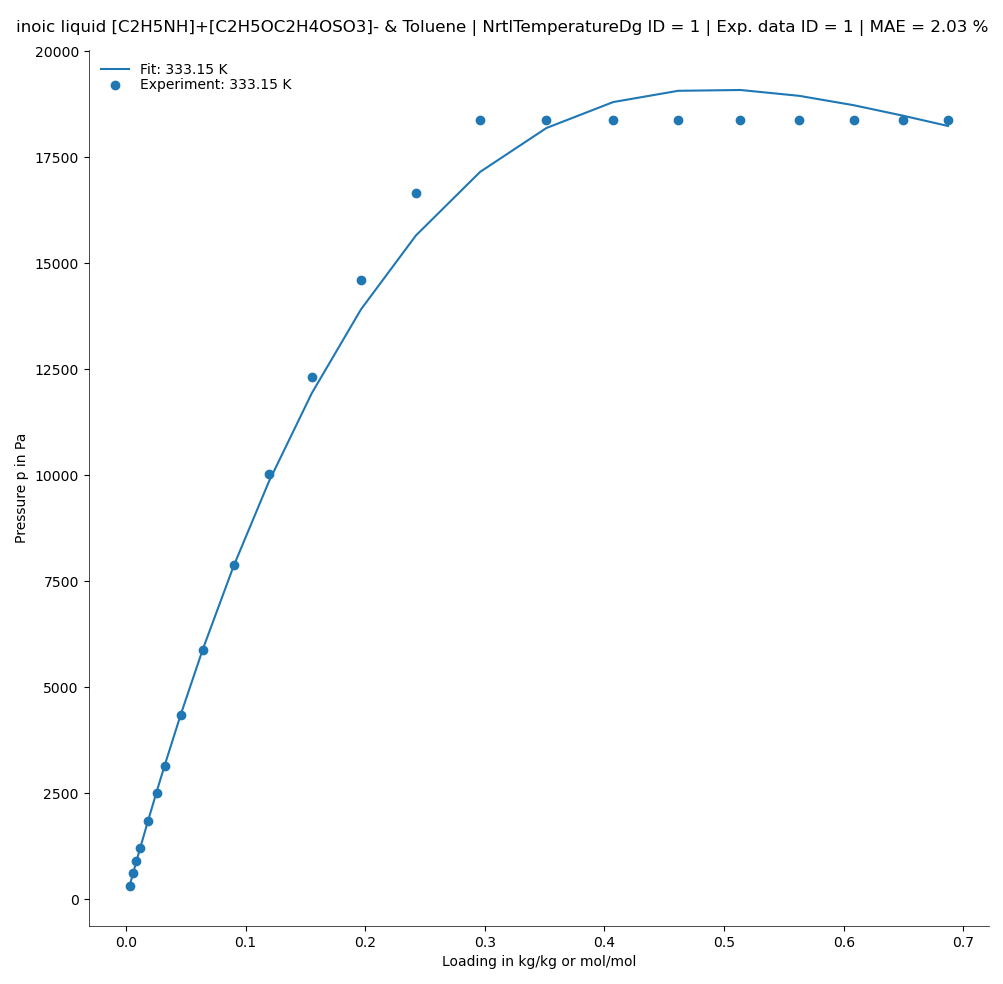 inoic liquid [C2H5NH]+[C2H5OC2H4OSO3]- & Toluene | NrtlTemperatureDg ID = 1 | Exp. data ID = 1 | MAE = 2.03 %
20000
Fit: 333.15 K
Experiment: 333.15 K
17500
15000
12500
10000
7500
5000
2500
0
Pressure p in Pa
0.0 0.1 0.2 0.3 0.4 0.5 0.6 0.7
Loading in kg/kg or mol/mol